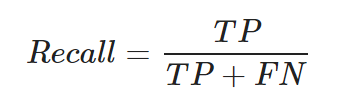 Recall = TP / TP + FN